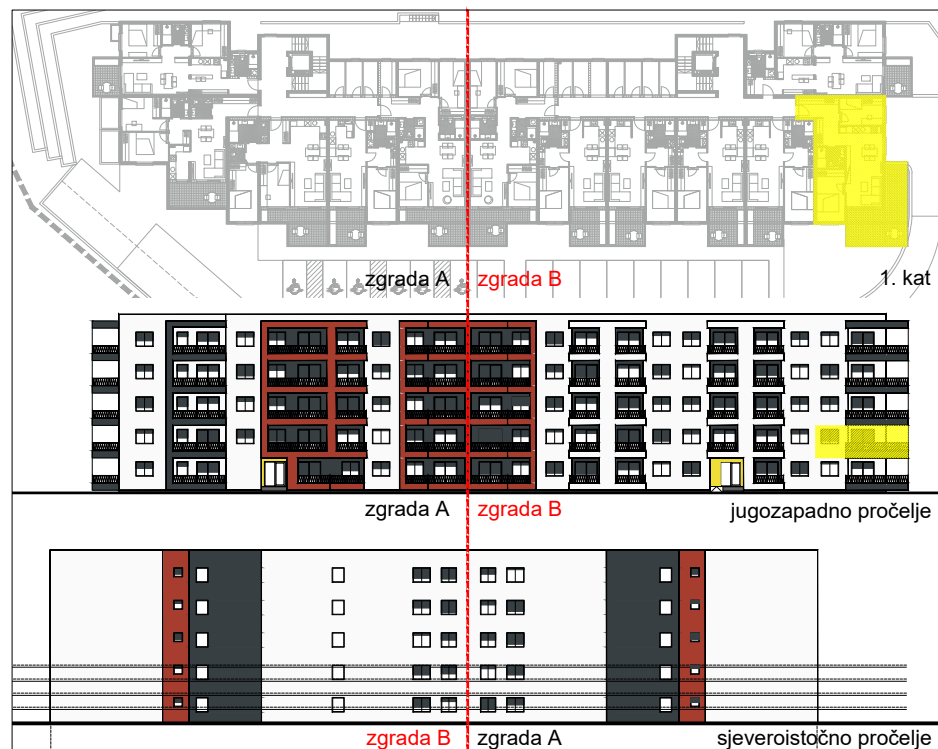 zgrada A zgrada B 1. kat
zgrada A zgrada B jugozapadno pročelje
zgrada B zgrada A sjeveroistočno pročelje